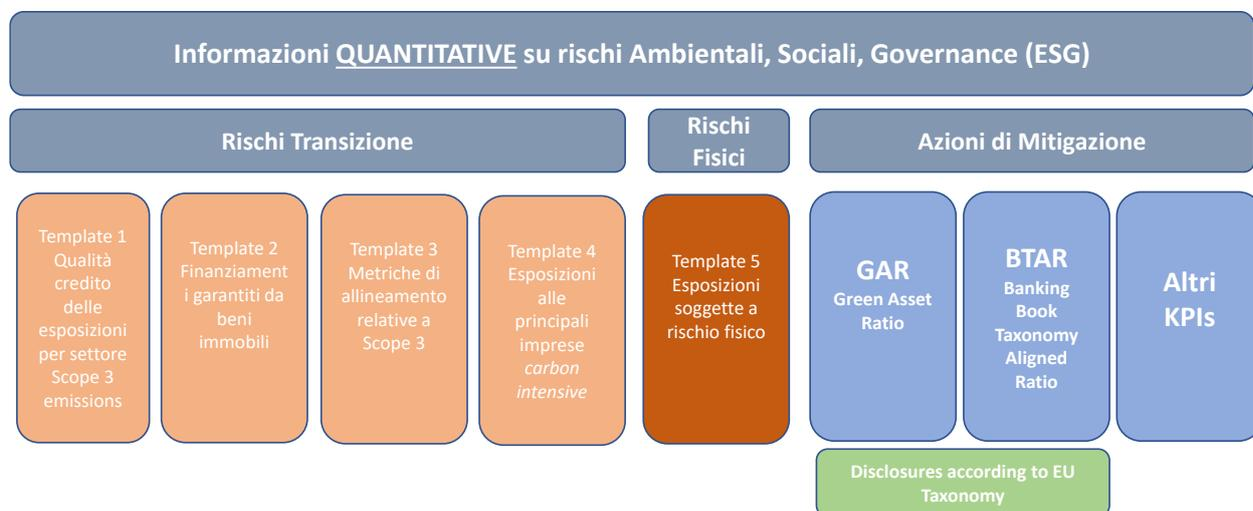 Informazioni QUANTITATIVE su rischi Ambientali, Sociali, Governance (ESG)
Rischi Transizione
Rischi
Fisici
Azioni di Mitigazione
Template 1
Qualità
credito
delle
esposizioni
per settore
Scope 3
emissions
Template 2
Finanziament
i garantiti da
beni
immobili
Template 3
Metriche di
allineamento
relative a
Scope 3
Template 4
Esposizioni
alle
principali
imprese
carbon
intensive
Template 5
Esposizioni
soggette a
rischio fisico
GAR
Green Asset
Ratio
BTAR
Banking
Book
Taxonomy
Aligned
Ratio
Altri
KPIs
Disclosures according to EU
Taxonomy